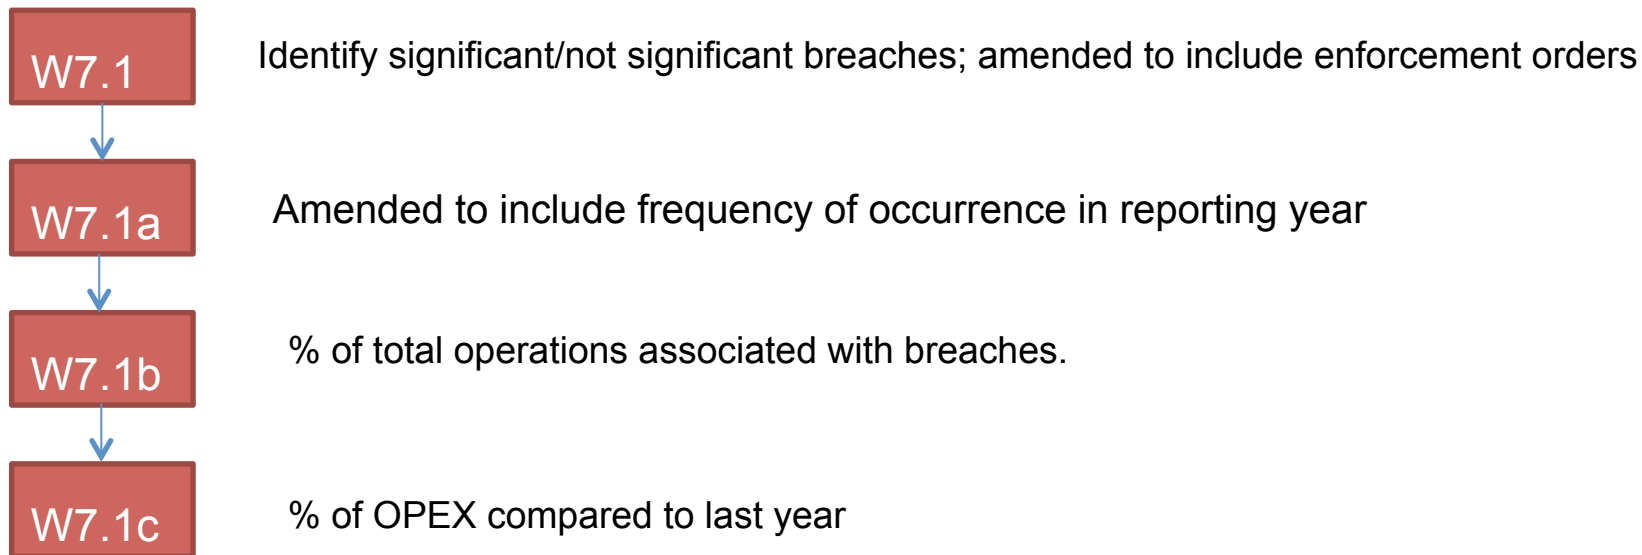 W7.1 Identify significant/not significant breaches; amended to include enforcement orders
W7.1a Amended to include frequency of occurrence in reporting year
W7.1b % of total operations associated with breaches.
W7.1c % of OPEX compared to last year